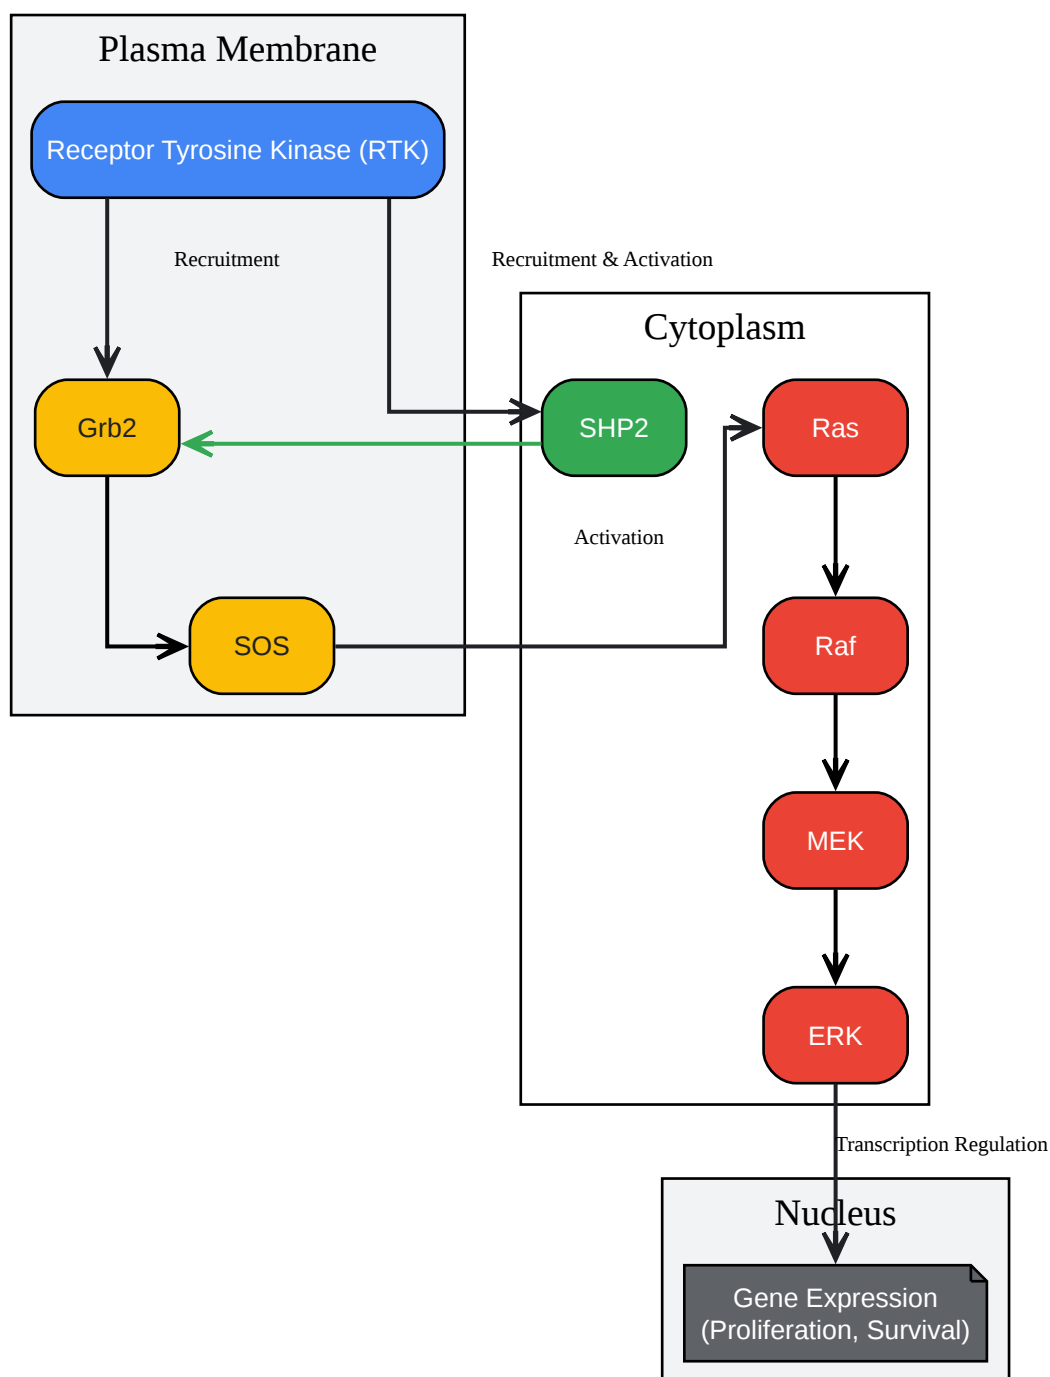 Plasma Membrane
Receptor Tyrosine Kinase (RTK)
Recruitment
Recruitment & Activation
Cytoplasm
Grb2
SHP2
Ras
Activation
SOS
Raf
MEK
ERK
Transcription Regulation
Nucleus
Gene Expression
(Proliferation, Survival)